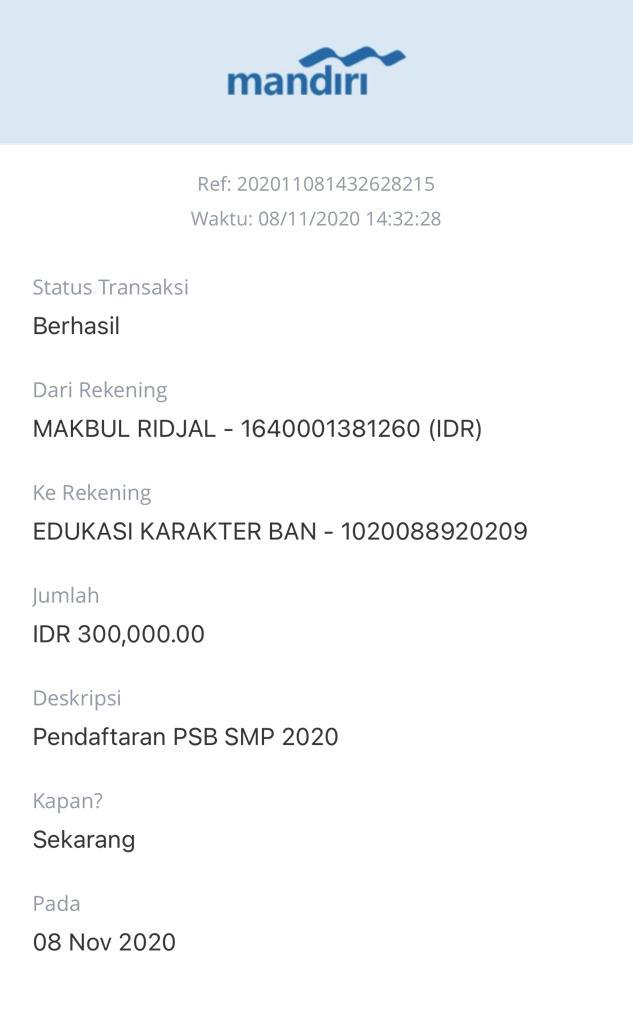 mandiri
Ref: 202011081432628215
Waktu: 08/11/2020 14:32:28
Status Transaksi
Berhasil
Dari Rekening
MAKBUL RIDJAL - 1640001381260 (IDR)
Ke Rekening
EDUKASI KARAKTER BAN - 1020088920209
Jumlah
IDR 300,000.00
Deskripsi
Pendaftaran PSB SMP 2020
Kapan?
Sekarang
Pada
08 Nov 2020